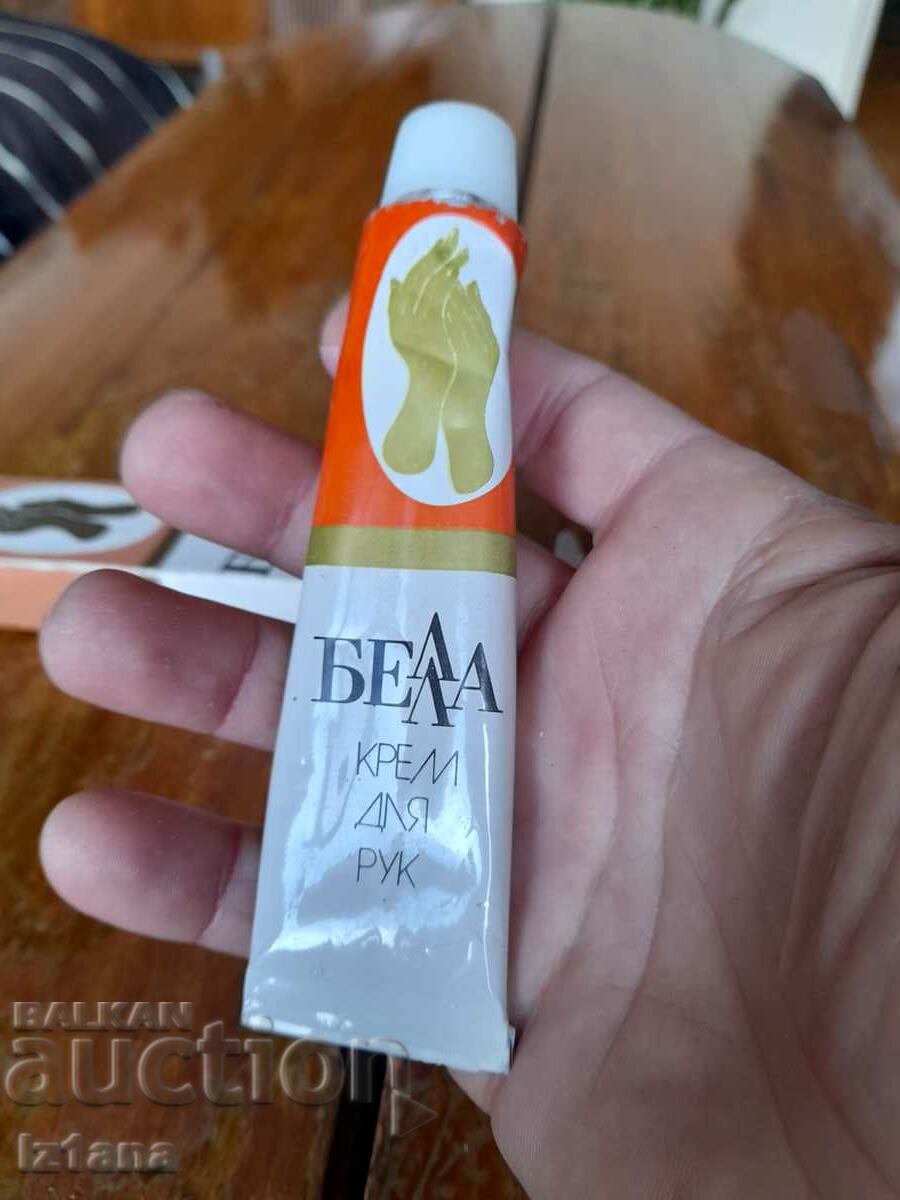 БЕЛЛА
КРЕМ
ДЛЯ
РУК
BALKAN
auction
Iz1ana